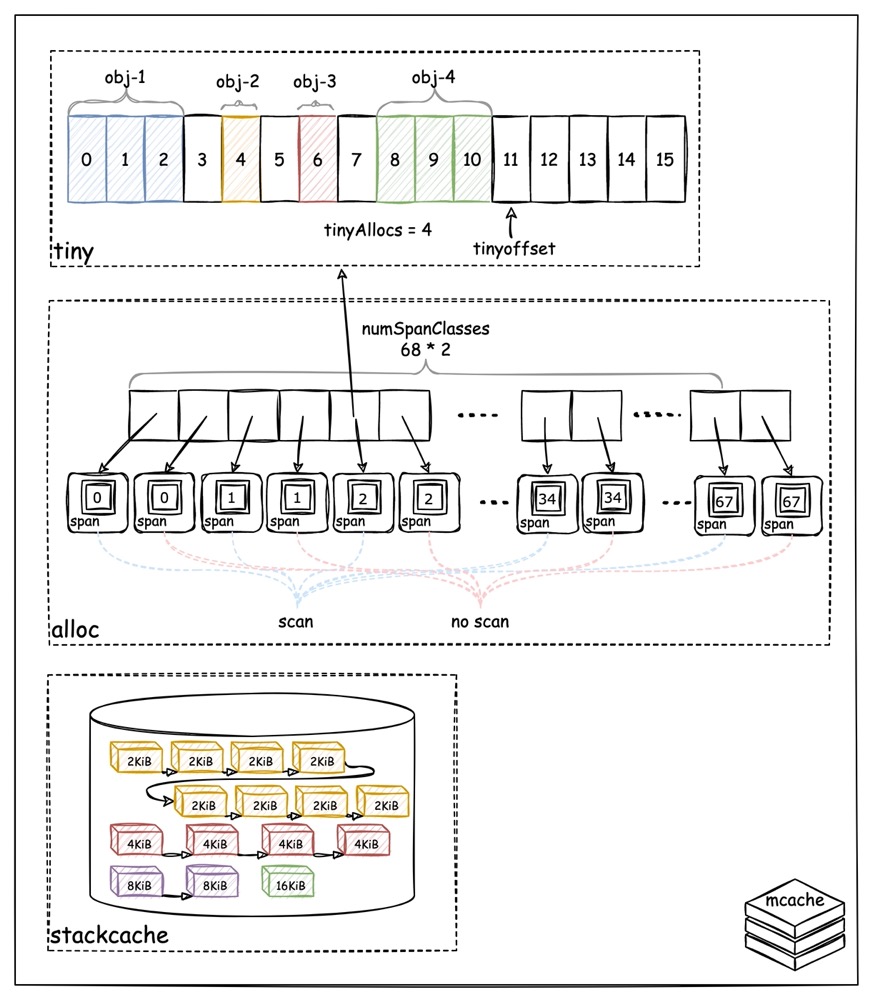 obj-1 obj-2 obj-3 obj-4
0 1 2 3 4 5 6 7 8 9 10 11 12 13 14 15
tinyAllocs = 4
tinyoffset
tiny
numSpanClasses
68 * 2
0 0 1 1 2 2 34 34 67 67
span span span span span span span span span span
scan no scan
alloc
2KiB 2KiB 2KiB 2KiB
2KiB 2KiB 2KiB 2KiB
4KiB 4KiB 4KiB 4KiB
8KiB 8KiB 16KiB
stackcache
mcache